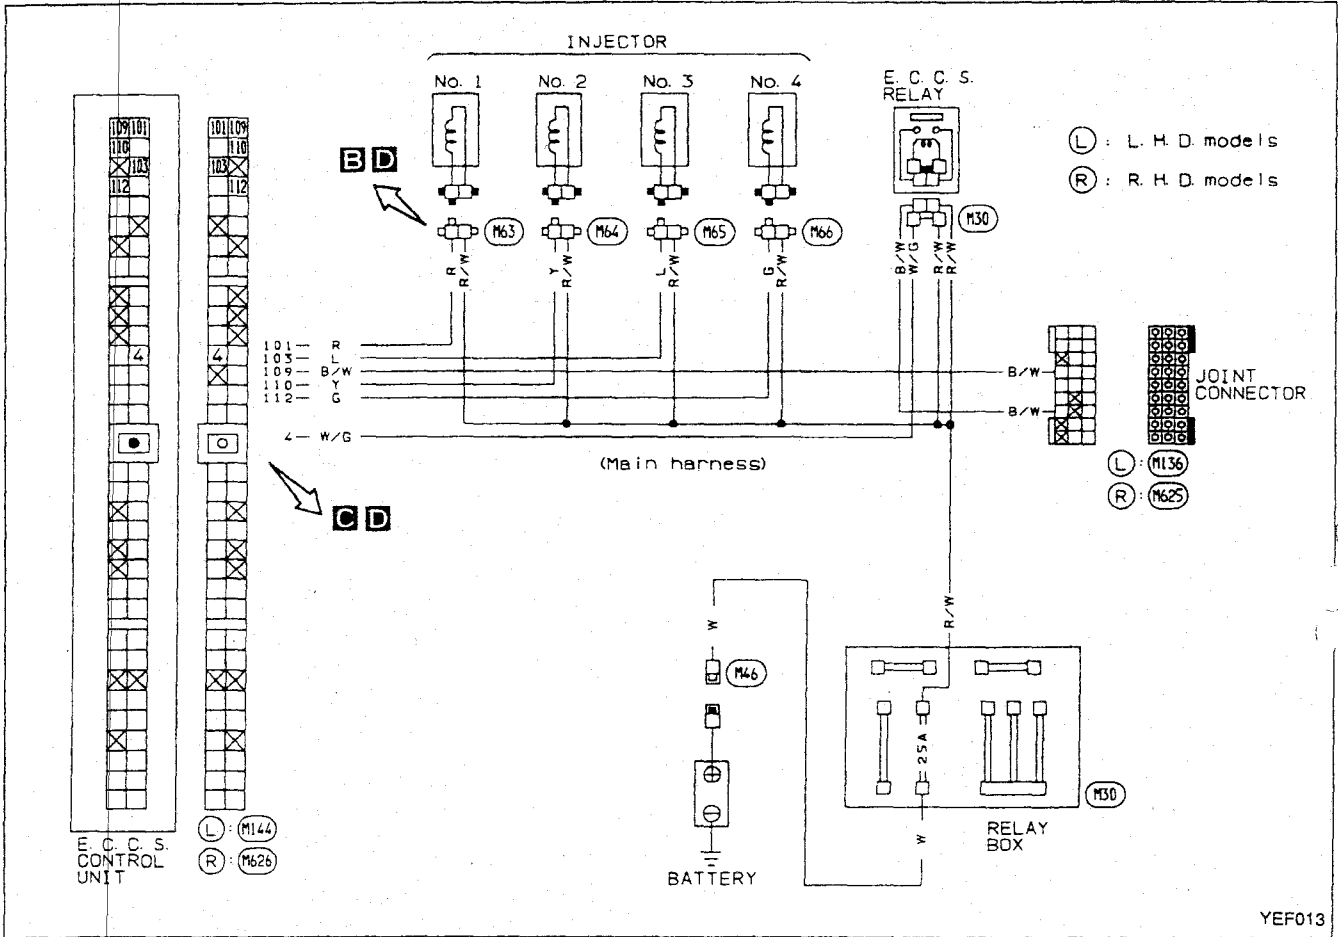 INJECTOR
No. 1 No. 2 No. 3 No. 4
E. C. C. S.
RELAY
L : L. H. D. models
R : R. H. D. models
109 101
110
103
112
4
101 109
110
103
112
4
B D
M63 M64 M65 M66 M30
R R/W Y R/W L R/W G R/W B/W W/G R/W R/W
101 R
103 L
109 B/W
110 Y
112 G
4 W/G
B/W
B/W
JOINT
CONNECTOR
(Main harness)
L : M136
R : M625
C D
W
M46
R/W
25A
M30
W
RELAY
BOX
BATTERY
E. C. C. S.
CONTROL
UNIT
L : M144
R : M626
YEF013